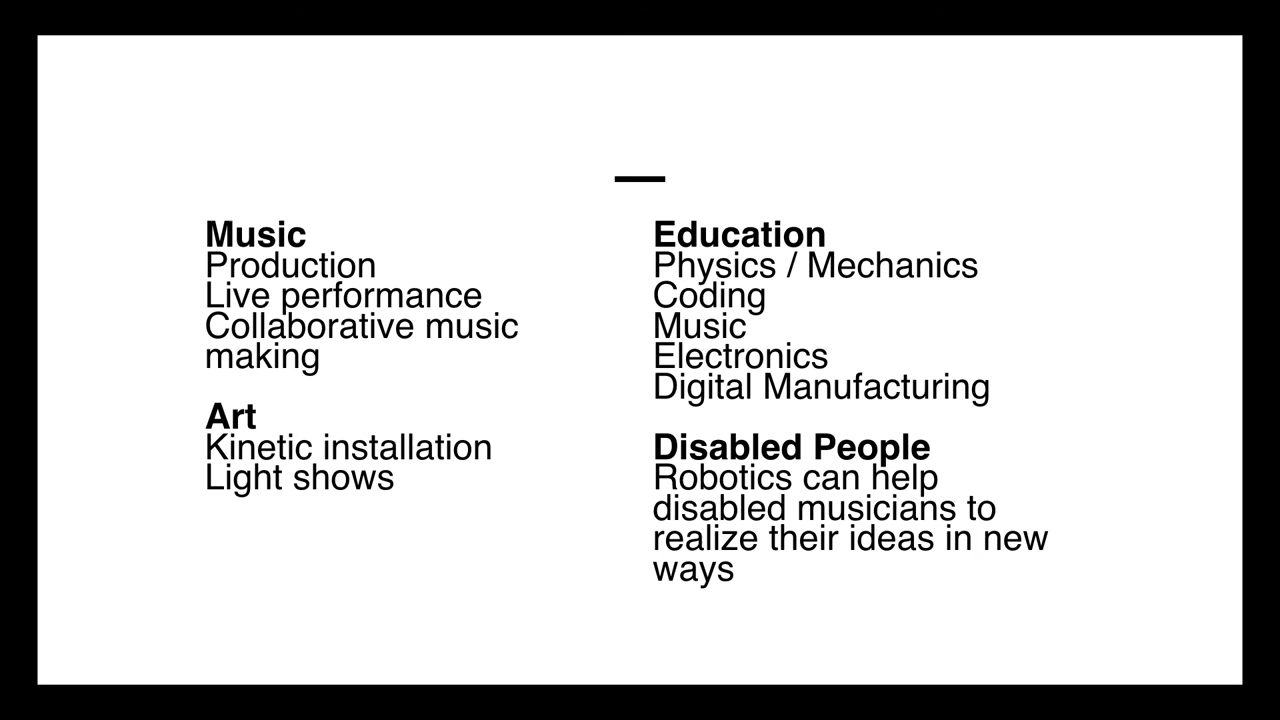 Music
Production
Live performance
Collaborative music
making
Art
Kinetic installation
Light shows
Education
Physics / Mechanics
Coding
Music
Electronics
Digital Manufacturing
Disabled People
Robotics can help
disabled musicians to
realize their ideas in new
ways